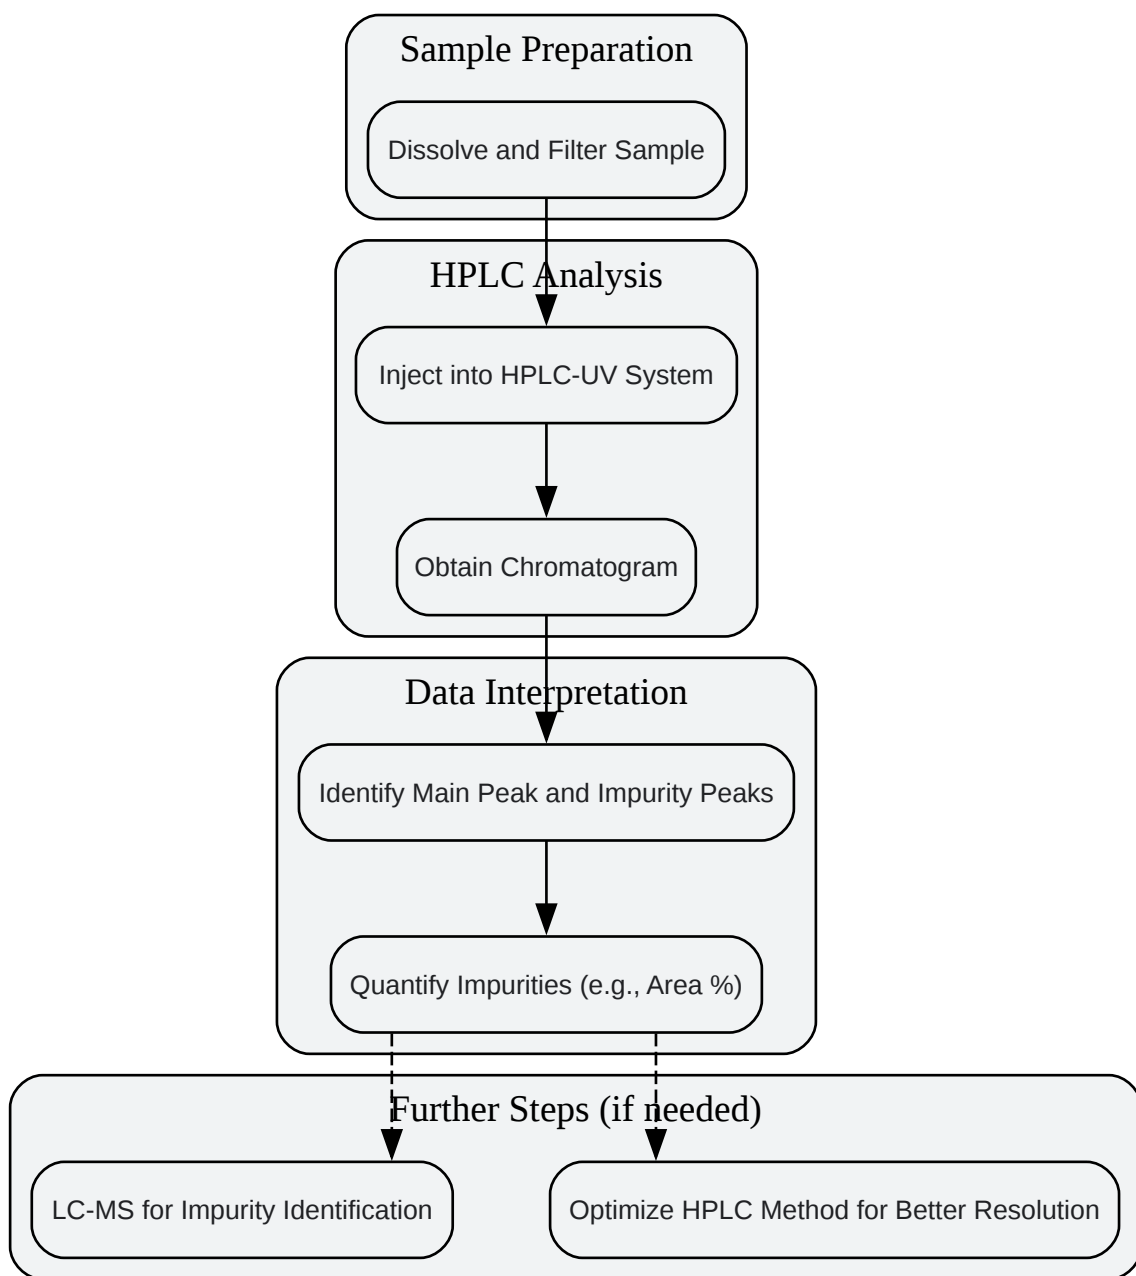 Sample Preparation
Dissolve and Filter Sample
HPLC Analysis
Inject into HPLC-UV System
Obtain Chromatogram
Data Interpretation
Identify Main Peak and Impurity Peaks
Quantify Impurities (e.g., Area %)
Further Steps (if needed)
LC-MS for Impurity Identification
Optimize HPLC Method for Better Resolution